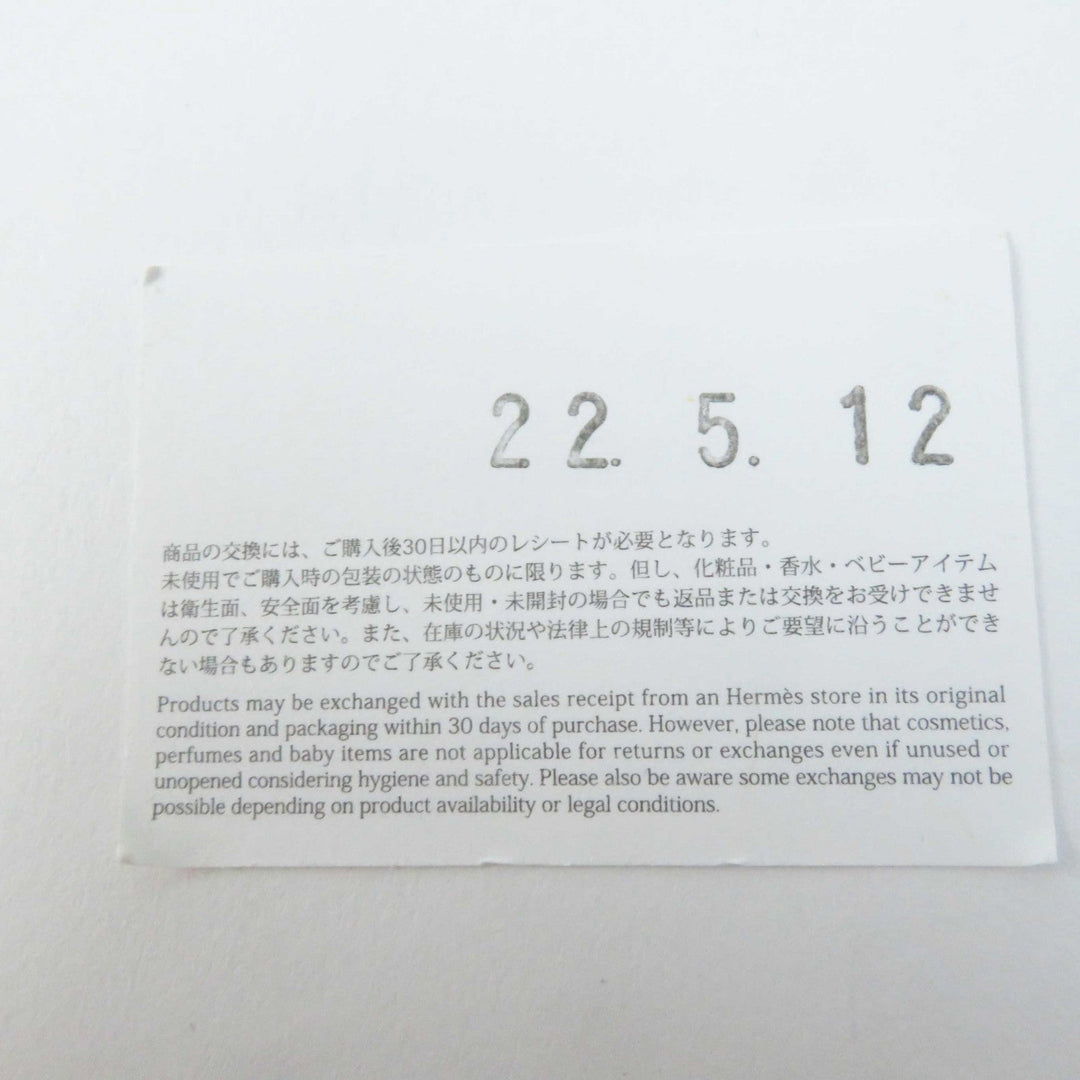 22. 5. 12
商品の交換には、ご購入後30日以内のレシートが必要となります。
未使用でご購入時の包装の状態のものに限ります。但し、化粧品・香水・ベビーアイテム
は衛生面、安全面を考慮し、未使用・未開封の場合でも返品または交換をお受けできませ
んので了承ください。また、在庫の状況や法律上の規制等によりご要望に沿うことができ
ない場合もありますのでご了承ください。
Products may be exchanged with the sales receipt from an Hermès store in its original
condition and packaging within 30 days of purchase. However, please note that cosmetics,
perfumes and baby items are not applicable for returns or exchanges even if unused or
unopened considering hygiene and safety. Please also be aware some exchanges may not be
possible depending on product availability or legal conditions.